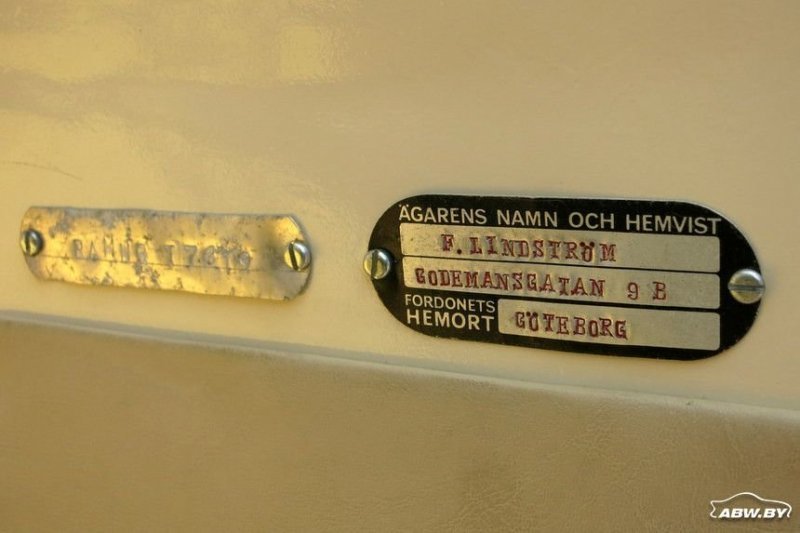 ÄGARENS NAMN OCH HEMVIST
F. LINDSTRÖM
GODEMANSGATAN 9 B
FORDONETS
HEMORT
GÖTEBORG
ABW.BY